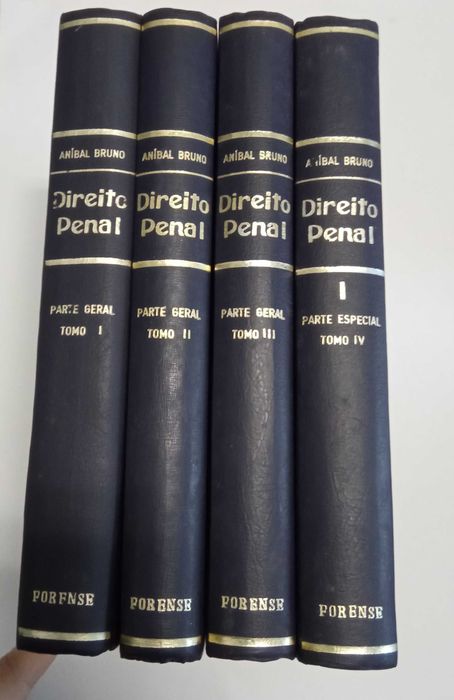 ANÍBAL BRUNO
Direito
Penal
PARTE GERAL
TOMO I
FORENSE
ANÍBAL BRUNO
Direito
Penal
PARTE GERAL
TOMO II
FORENSE
ANÍBAL BRUNO
Direito
Penal
PARTE GERAL
TOMO III
FORENSE
ANÍBAL BRUNO
Direito
Penal
I
PARTE ESPECIAL
TOMO IV
FORENSE